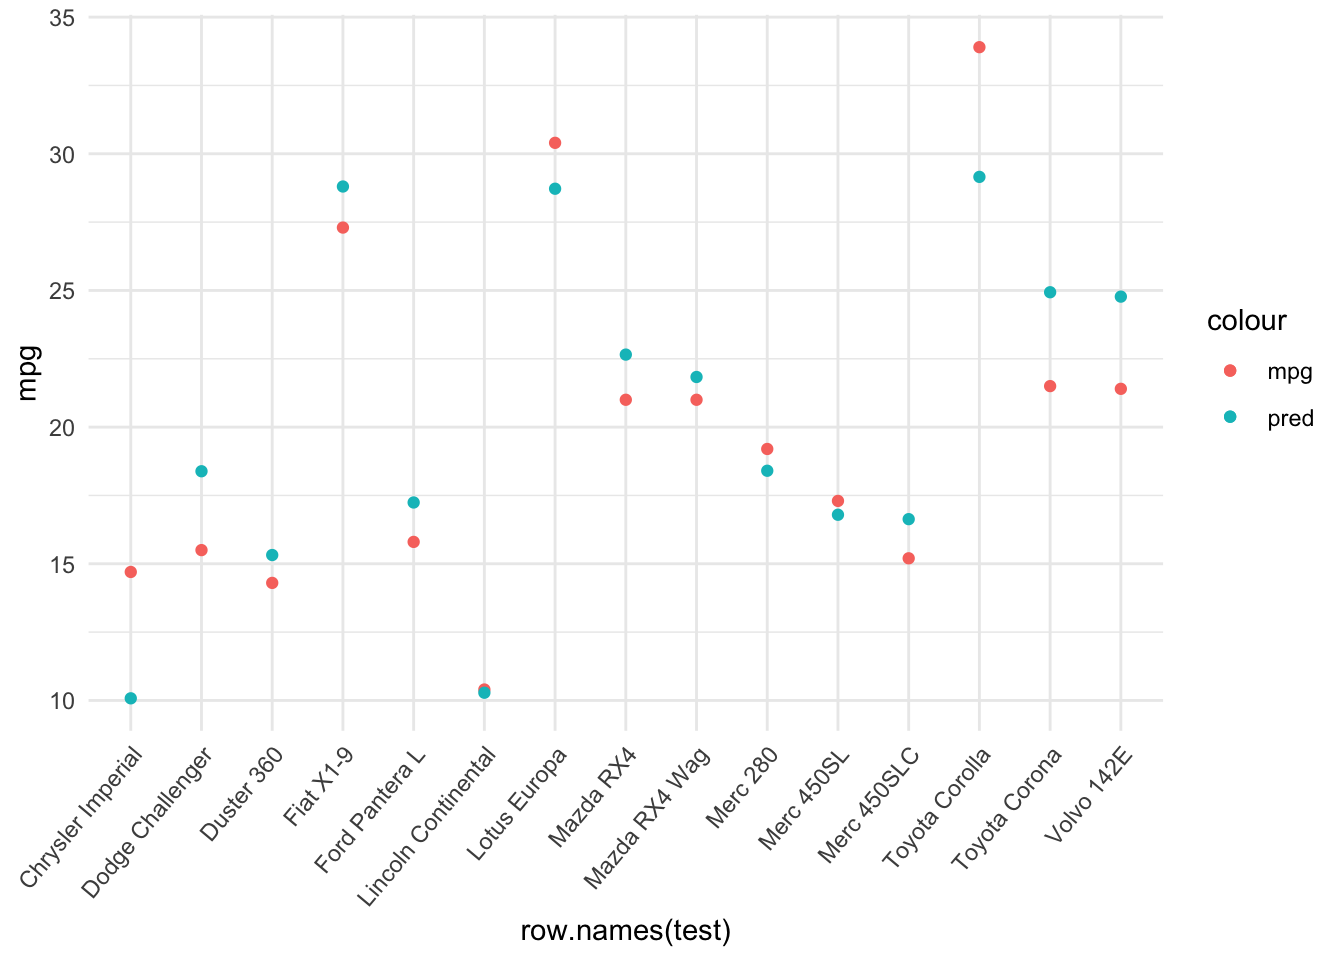 35
30
25
20
15
10
mpg
Chrysler Imperial
Dodge Challenger
Duster 360
Fiat X1-9
Ford Pantera L
Lincoln Continental
Lotus Europa
Mazda RX4
Mazda RX4 Wag
Merc 280
Merc 450SL
Merc 450SLC
Toyota Corolla
Toyota Corona
Volvo 142E
row.names(test)
colour
mpg
pred